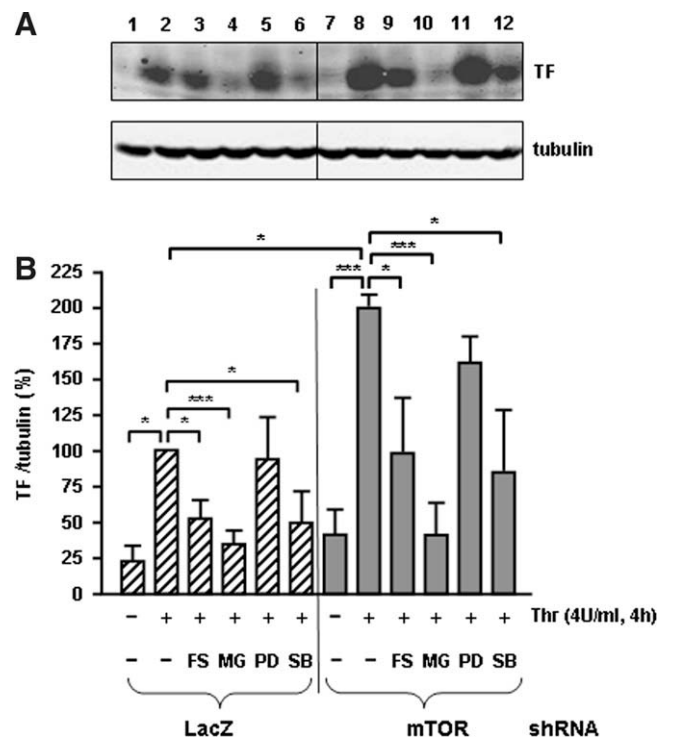 A
1 2 3 4 5 6 7 8 9 10 11 12
TF
tubulin
B
* *
*** *
* *** *
*** * *
TF /tubulin (%)
225
200
175
150
125
100
75
50
25
0
– + + + + + – + + + + + Thr (4U/ml, 4h)
– – FS MG PD SB – – FS MG PD SB
LacZ mTOR shRNA